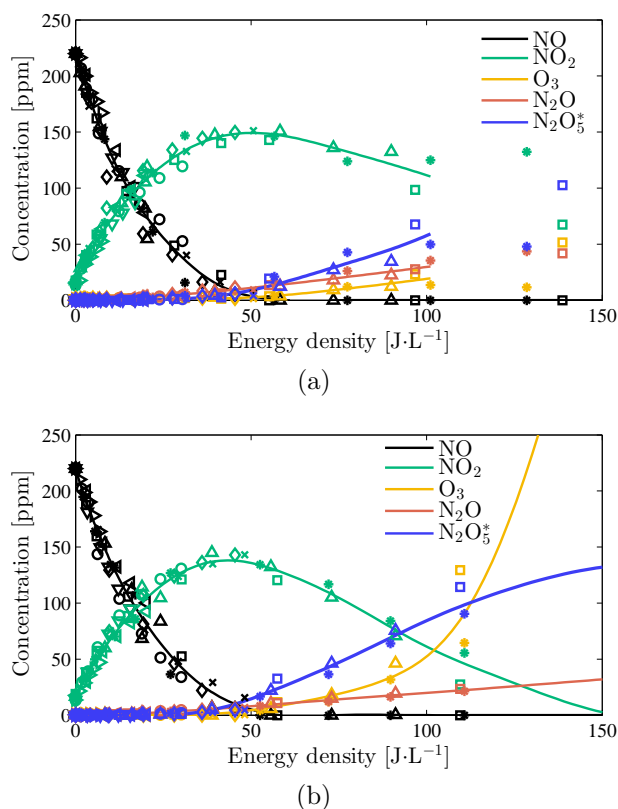 250
200
150
100
50
0
Concentration [ppm]
NO
NO₂
O₃
N₂O
N₂O₅*
0 50 100 150
Energy density [J·L⁻¹]
(a)
250
200
150
100
50
0
Concentration [ppm]
NO
NO₂
O₃
N₂O
N₂O₅*
0 50 100 150
Energy density [J·L⁻¹]
(b)